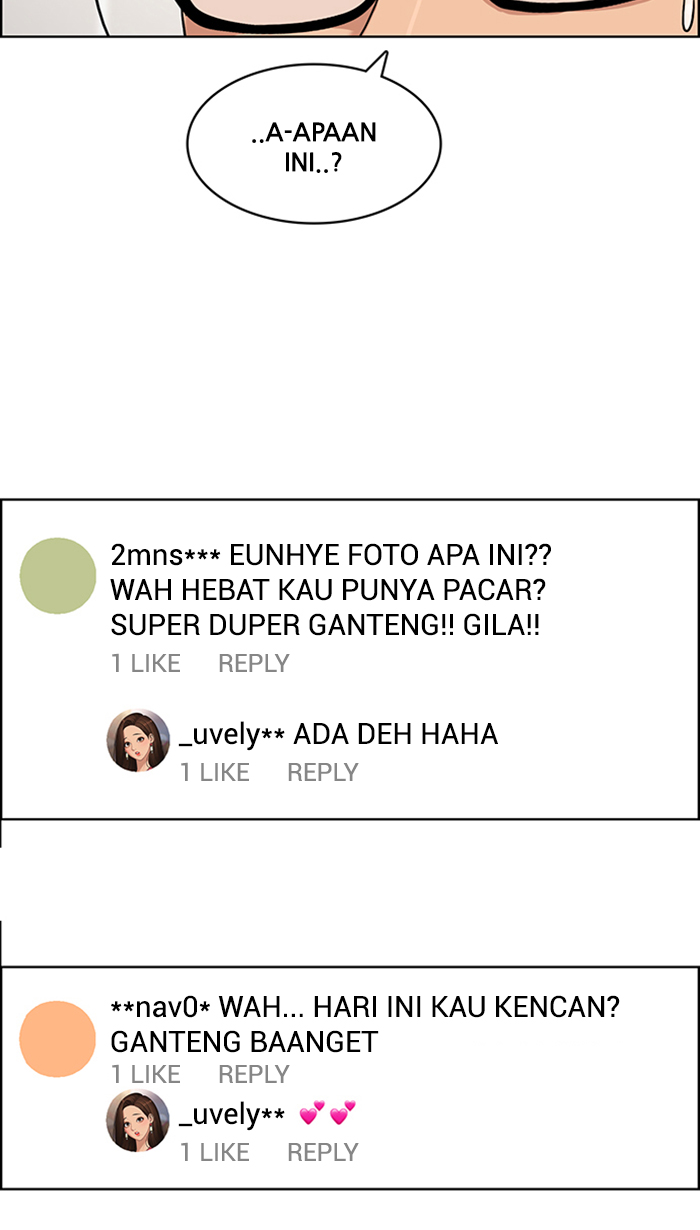 ..A-APAAN
INI..?
2mns*** EUNHYE FOTO APA INI??
WAH HEBAT KAU PUNYA PACAR?
SUPER DUPER GANTENG!! GILA!!
1 LIKE REPLY
_uvely** ADA DEH HAHA
1 LIKE REPLY
**nav0* WAH... HARI INI KAU KENCAN?
GANTENG BAANGET
1 LIKE REPLY
_uvely** 💕💕
1 LIKE REPLY